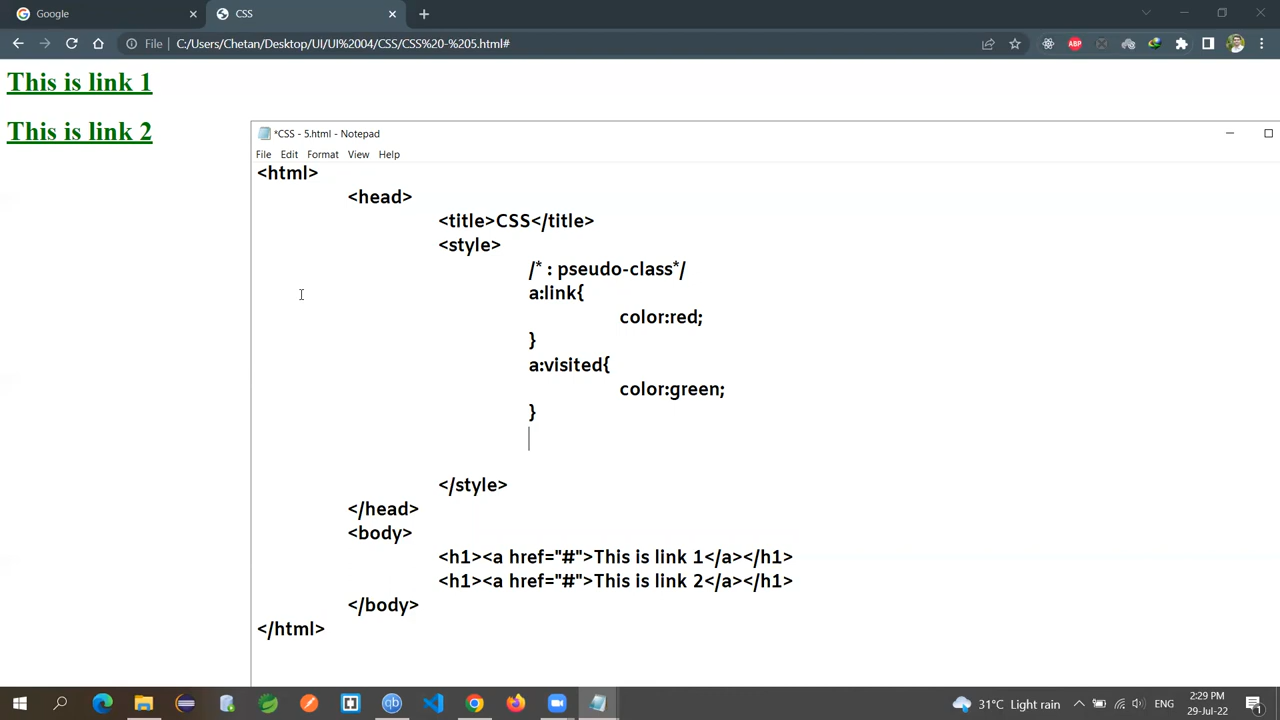 Google
CSS
File
C:/Users/Chetan/Desktop/UI/UI%2004/CSS/CSS%20-%205.html#
ABP
This is link 1
This is link 2
*CSS - 5.html - Notepad
File Edit Format View Help
<html>
<head>
<title>CSS</title>
<style>
/* : pseudo-class*/
a:link{
color:red;
}
a:visited{
color:green;
}
</style>
</head>
<body>
<h1><a href="#">This is link 1</a></h1>
<h1><a href="#">This is link 2</a></h1>
</body>
</html>
qb
31°C Light rain
ENG
2:29 PM
29-Jul-22
1